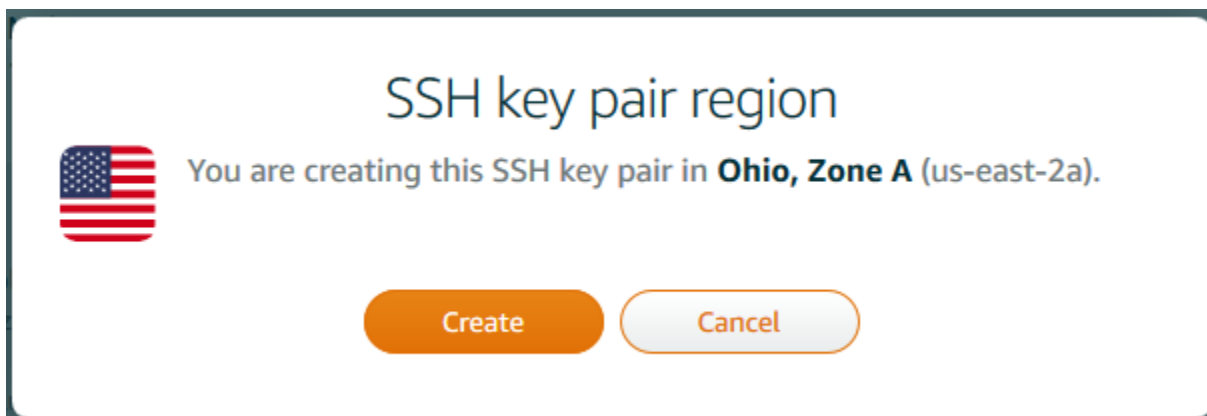 SSH key pair region
You are creating this SSH key pair in Ohio, Zone A (us-east-2a).
Create
Cancel